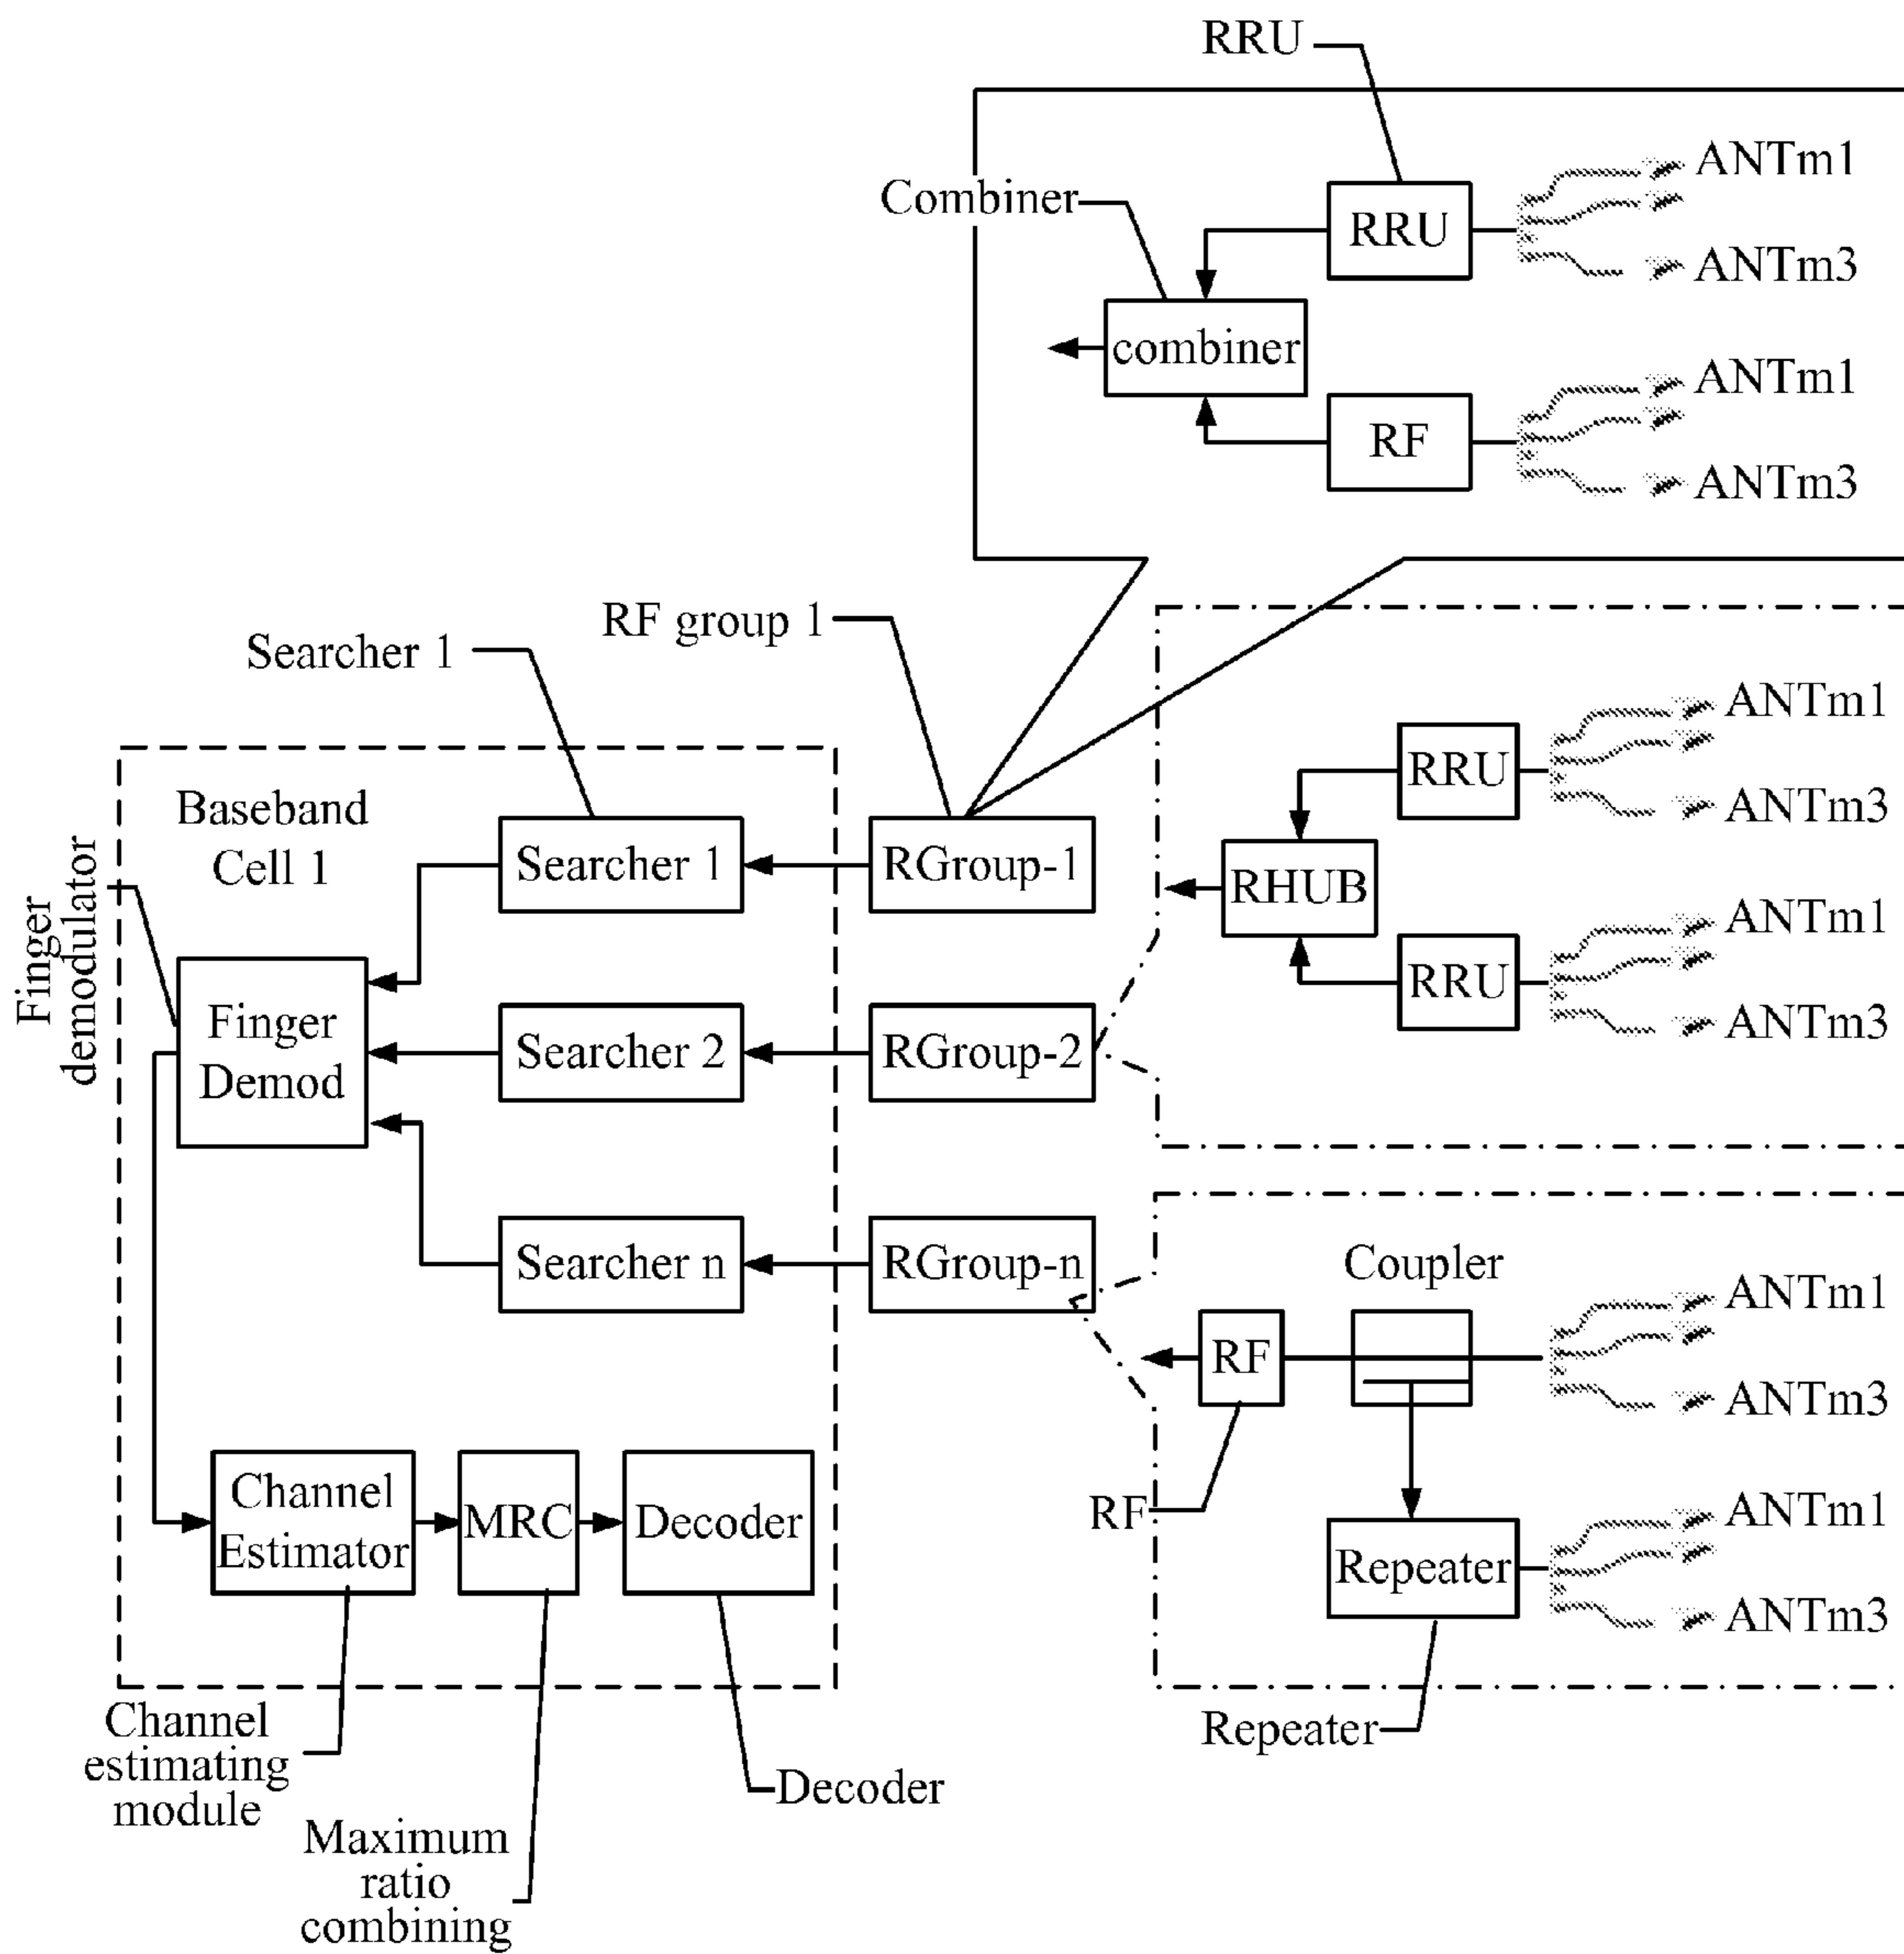 RRU
ANTm1
Combiner
RRU
ANTm3
combiner
ANTm1
RF
ANTm3
RF group 1
Searcher 1
ANTm1
RRU
ANTm3
Baseband
Cell 1
Searcher 1
RGroup-1
RHUB
ANTm1
Finger
demodulator
RRU
ANTm3
Finger
Demod
Searcher 2
RGroup-2
Searcher n
RGroup-n
Coupler
ANTm1
RF
ANTm3
Channel
Estimator
MRC
Decoder
RF
ANTm1
Repeater
ANTm3
Channel
estimating
module
Repeater
Decoder
Maximum
ratio
combining